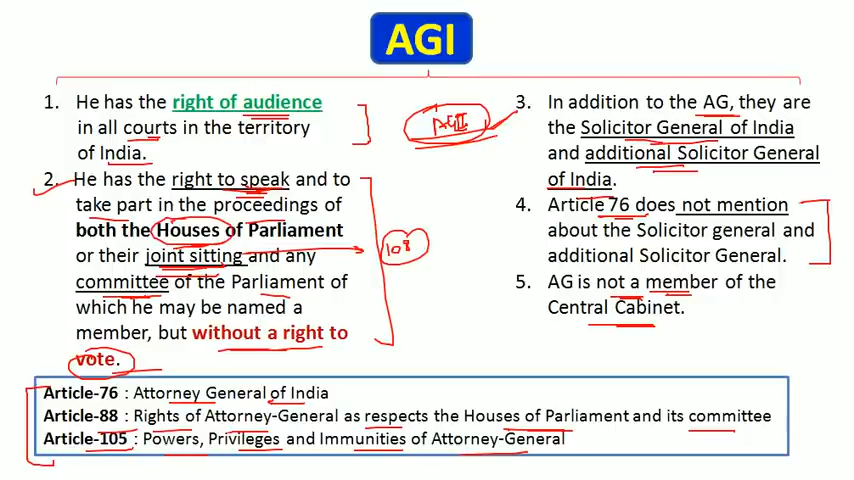 AGI
1. He has the right of audience
in all courts in the territory
of India.
2. He has the right to speak and to
take part in the proceedings of
both the Houses of Parliament
or their joint sitting and any
committee of the Parliament of
which he may be named a
member, but without a right to
vote.
108
AGI
3. In addition to the AG, they are
the Solicitor General of India
and additional Solicitor General
of India.
4. Article 76 does not mention
about the Solicitor general and
additional Solicitor General.
5. AG is not a member of the
Central Cabinet.
Article-76 : Attorney General of India
Article-88 : Rights of Attorney-General as respects the Houses of Parliament and its committee
Article-105 : Powers, Privileges and Immunities of Attorney-General